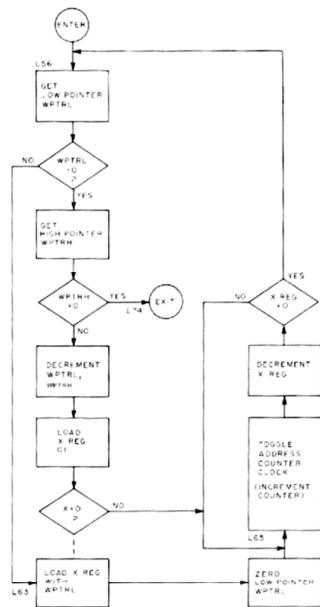 ENTER
L56
GET
LOW POINTER
WPTRL
NO
WPTRL
=0
?
YES
GET
HIGH POINTER
WPTRH
WPTRH
=0
YES
L74
EXIT
NO
DECREMENT
WPTRL,
WPTRH
LOAD
X REG
01
X=0
?
NO
L63
LOAD X REG
WITH
WPTRL
YES
NO
X REG
=0
DECREMENT
X REG
TOGGLE
ADDRESS
COUNTER
CLOCK
(INCREMENT
COUNTER)
L65
ZERO
LOW POINTER
WPTRL